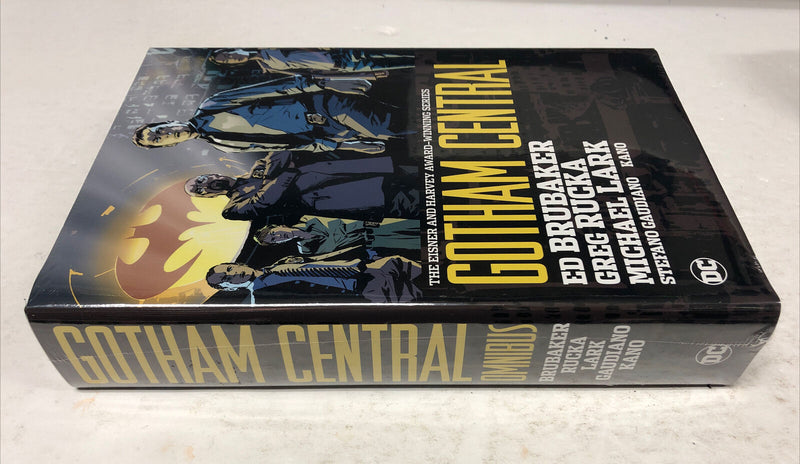 THE EISNER AND HARVEY AWARD-WINNING SERIES
GOTHAM CENTRAL
ED BRUBAKER
GREG RUCKA
MICHAEL LARK
STEFANO GAUDIANO KANO
DC
GOTHAM CENTRAL
OMNIBUS
BRUBAKER
RUCKA
LARK
GAUDIANO
KANO
DC